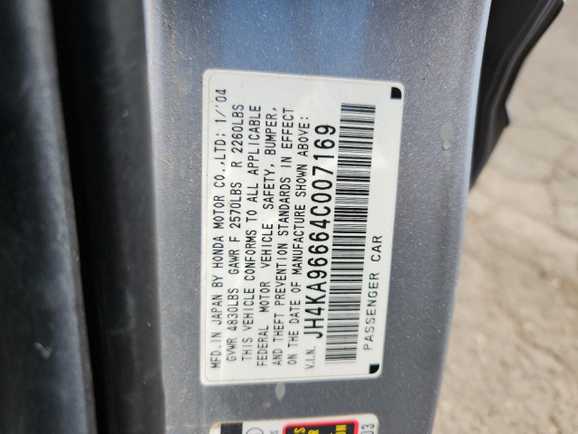 MFD.IN JAPAN BY HONDA MOTOR CO.,LTD: 1/'04
GVWR 4830LBS GAWR F 2570LBS R 2260LBS
THIS VEHICLE CONFORMS TO ALL APPLICABLE
FEDERAL MOTOR VEHICLE SAFETY, BUMPER,
AND THEFT PREVENTION STANDARDS IN EFFECT
ON THE DATE OF MANUFACTURE SHOWN ABOVE:
V.I.N. JH4KA96664C007169
PASSENGER CAR